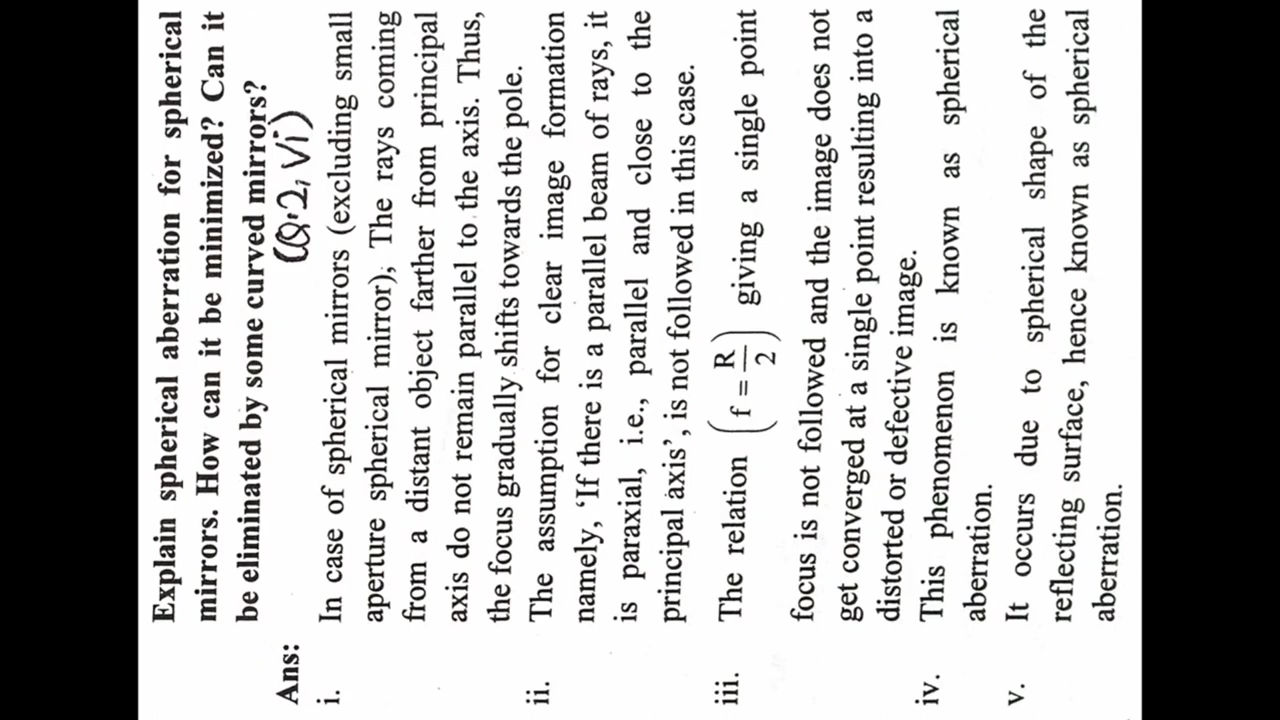 Explain spherical aberration for spherical
mirrors. How can it be minimized? Can it
be eliminated by some curved mirrors?
(Q.2, vi)
Ans:
i. In case of spherical mirrors (excluding small
aperture spherical mirror), The rays coming
from a distant object farther from principal
axis do not remain parallel to the axis. Thus,
the focus gradually shifts towards the pole.
ii. The assumption for clear image formation
namely, ‘If there is a parallel beam of rays, it
is paraxial, i.e., parallel and close to the
principal axis’, is not followed in this case.
iii. The relation (f = R/2) giving a single point
focus is not followed and the image does not
get converged at a single point resulting into a
distorted or defective image.
iv. This phenomenon is known as spherical
aberration.
v. It occurs due to spherical shape of the
reflecting surface, hence known as spherical
aberration.